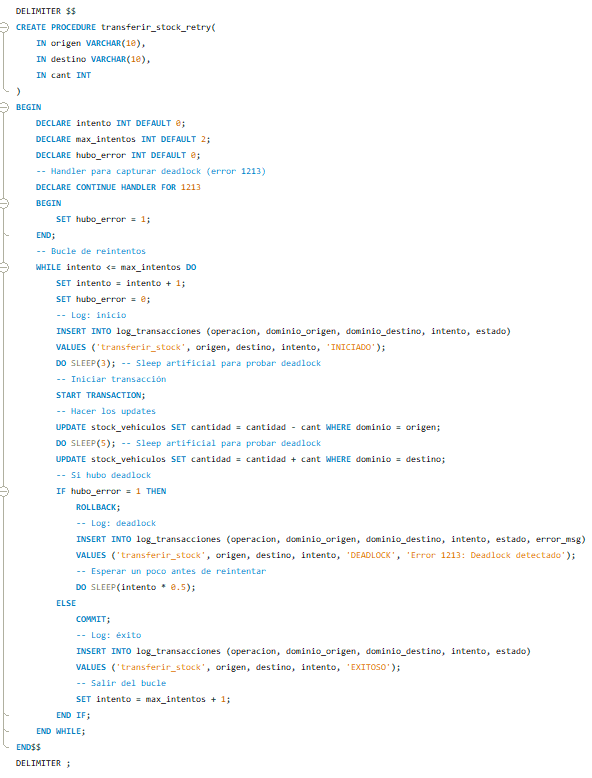 DELIMITER $$
CREATE PROCEDURE transferir_stock_retry(
    IN origen VARCHAR(10),
    IN destino VARCHAR(10),
    IN cant INT
)
BEGIN
    DECLARE intento INT DEFAULT 0;
    DECLARE max_intentos INT DEFAULT 2;
    DECLARE hubo_error INT DEFAULT 0;
    -- Handler para capturar deadlock (error 1213)
    DECLARE CONTINUE HANDLER FOR 1213
    BEGIN
        SET hubo_error = 1;
    END;
    -- Bucle de reintentos
    WHILE intento <= max_intentos DO
        SET intento = intento + 1;
        SET hubo_error = 0;
        -- Log: inicio
        INSERT INTO log_transacciones (operacion, dominio_origen, dominio_destino, intento, estado)
        VALUES ('transferir_stock', origen, destino, intento, 'INICIADO');
        DO SLEEP(3); -- Sleep artificial para probar deadlock
        -- Iniciar transacción
        START TRANSACTION;
        -- Hacer los updates
        UPDATE stock_vehiculos SET cantidad = cantidad - cant WHERE dominio = origen;
        DO SLEEP(5); -- Sleep artificial para probar deadlock
        UPDATE stock_vehiculos SET cantidad = cantidad + cant WHERE dominio = destino;
        -- Si hubo deadlock
        IF hubo_error = 1 THEN
            ROLLBACK;
            -- Log: deadlock
            INSERT INTO log_transacciones (operacion, dominio_origen, dominio_destino, intento, estado, error_msg)
            VALUES ('transferir_stock', origen, destino, intento, 'DEADLOCK', 'Error 1213: Deadlock detectado');
            -- Esperar un poco antes de reintentar
            DO SLEEP(intento * 0.5);
        ELSE
            COMMIT;
            -- Log: éxito
            INSERT INTO log_transacciones (operacion, dominio_origen, dominio_destino, intento, estado)
            VALUES ('transferir_stock', origen, destino, intento, 'EXITOSO');
            -- Salir del bucle
            SET intento = max_intentos + 1;
        END IF;
    END WHILE;
END$$
DELIMITER ;